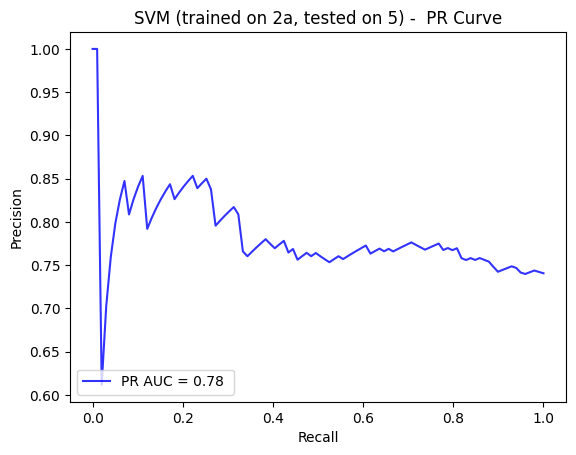 SVM (trained on 2a, tested on 5) -  PR Curve
1.00
0.95
0.90
0.85
0.80
0.75
0.70
0.65
0.60
Precision
PR AUC = 0.78
0.0 0.2 0.4 0.6 0.8 1.0
Recall